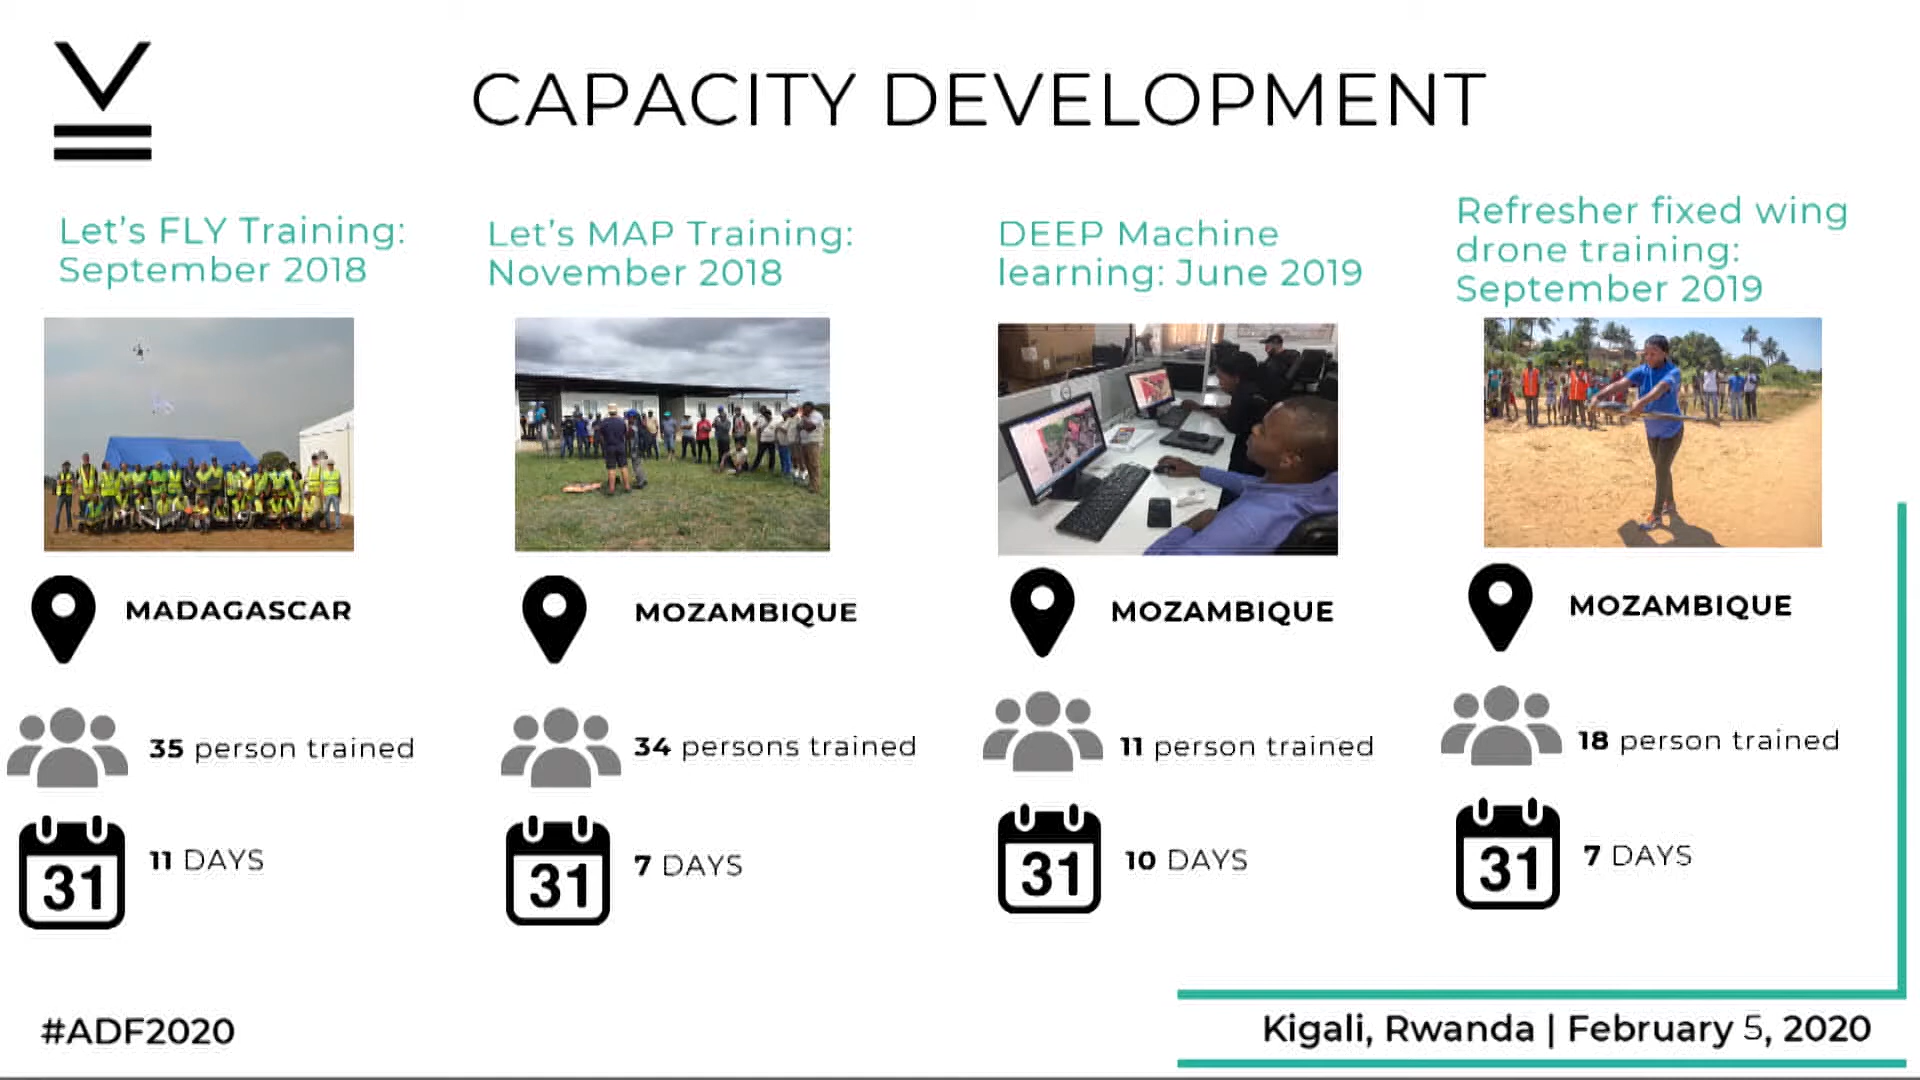 CAPACITY DEVELOPMENT
Let's FLY Training:
September 2018
MADAGASCAR
35 person trained
31
11 DAYS
Let's MAP Training:
November 2018
MOZAMBIQUE
34 persons trained
31
7 DAYS
DEEP Machine
learning: June 2019
MOZAMBIQUE
11 person trained
31
10 DAYS
Refresher fixed wing
drone training:
September 2019
MOZAMBIQUE
18 person trained
31
7 DAYS
#ADF2020
Kigali, Rwanda | February 5, 2020